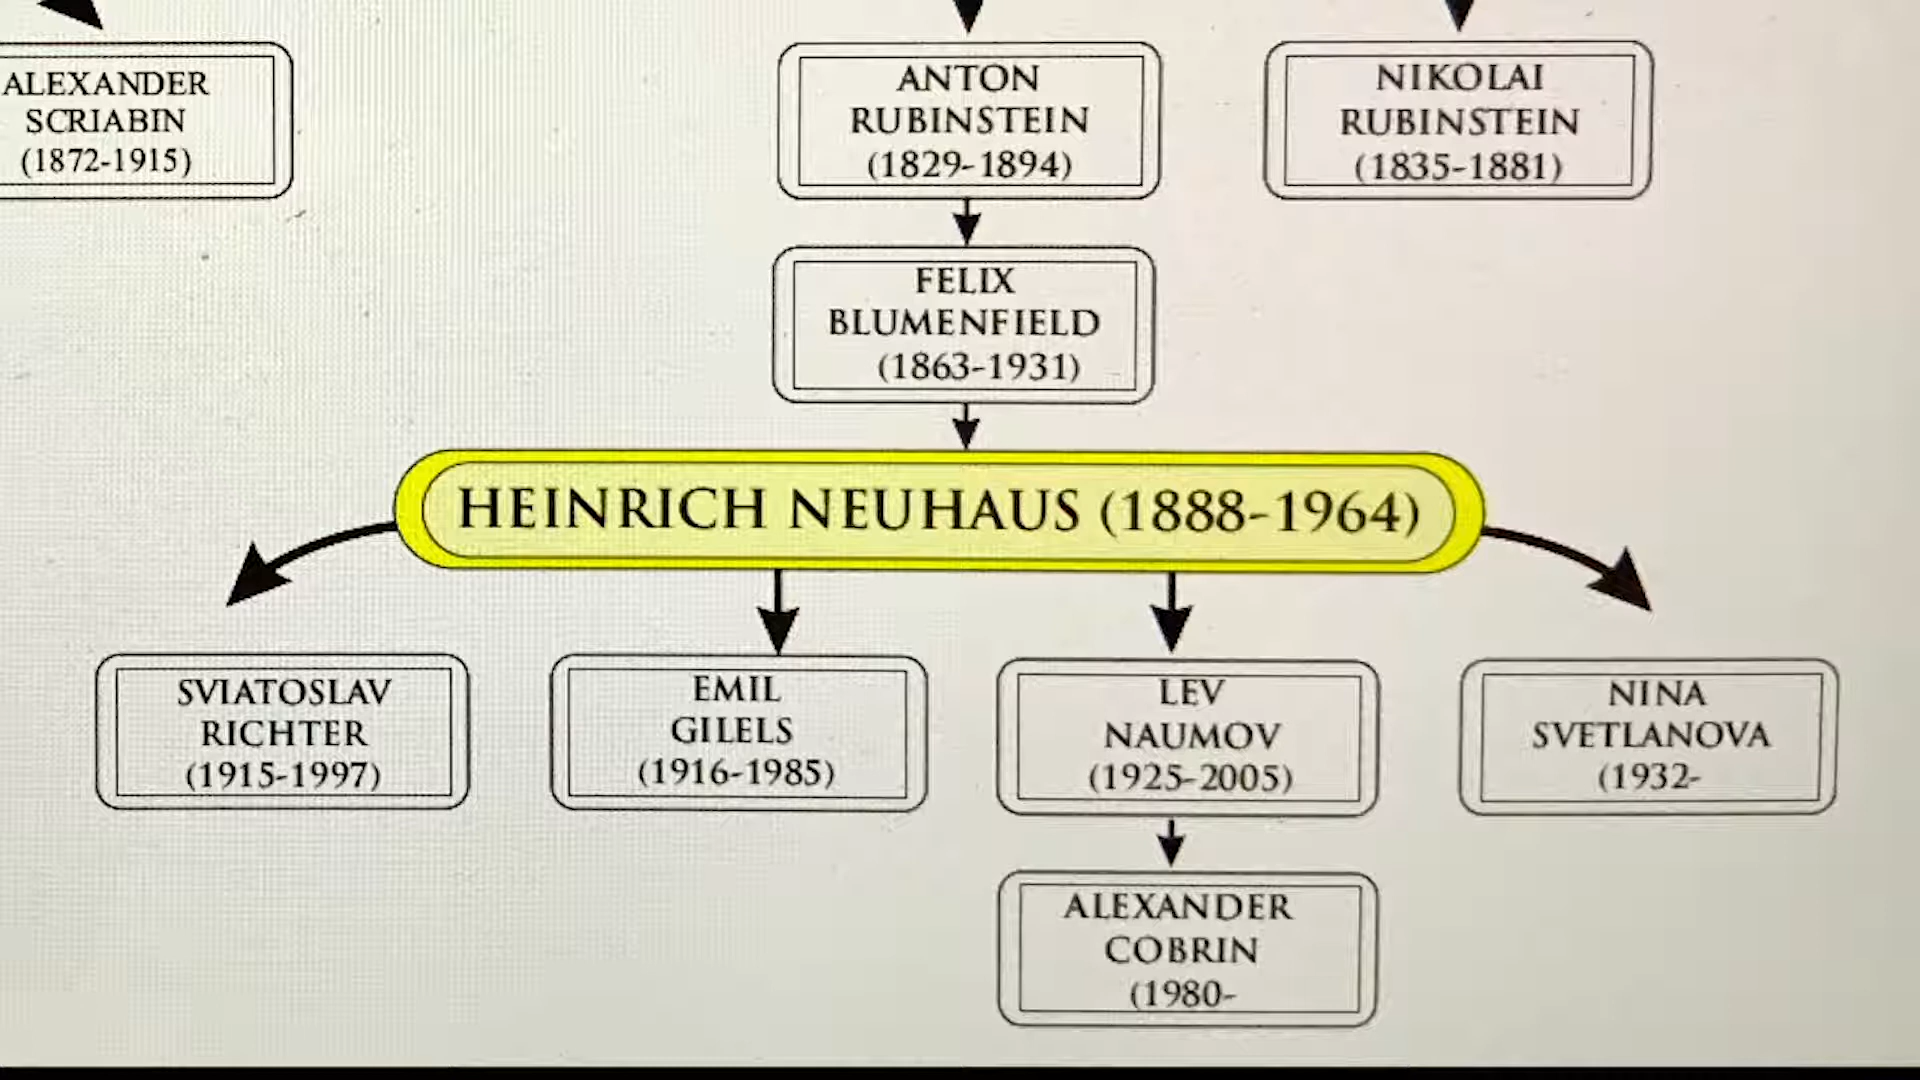 ALEXANDER
SCRIABIN
(1872-1915)
ANTON
RUBINSTEIN
(1829-1894)
NIKOLAI
RUBINSTEIN
(1835-1881)
FELIX
BLUMENFIELD
(1863-1931)
HEINRICH NEUHAUS (1888-1964)
SVIATOSLAV
RICHTER
(1915-1997)
EMIL
GILELS
(1916-1985)
LEV
NAUMOV
(1925-2005)
NINA
SVETLANOVA
(1932-
ALEXANDER
COBRIN
(1980-